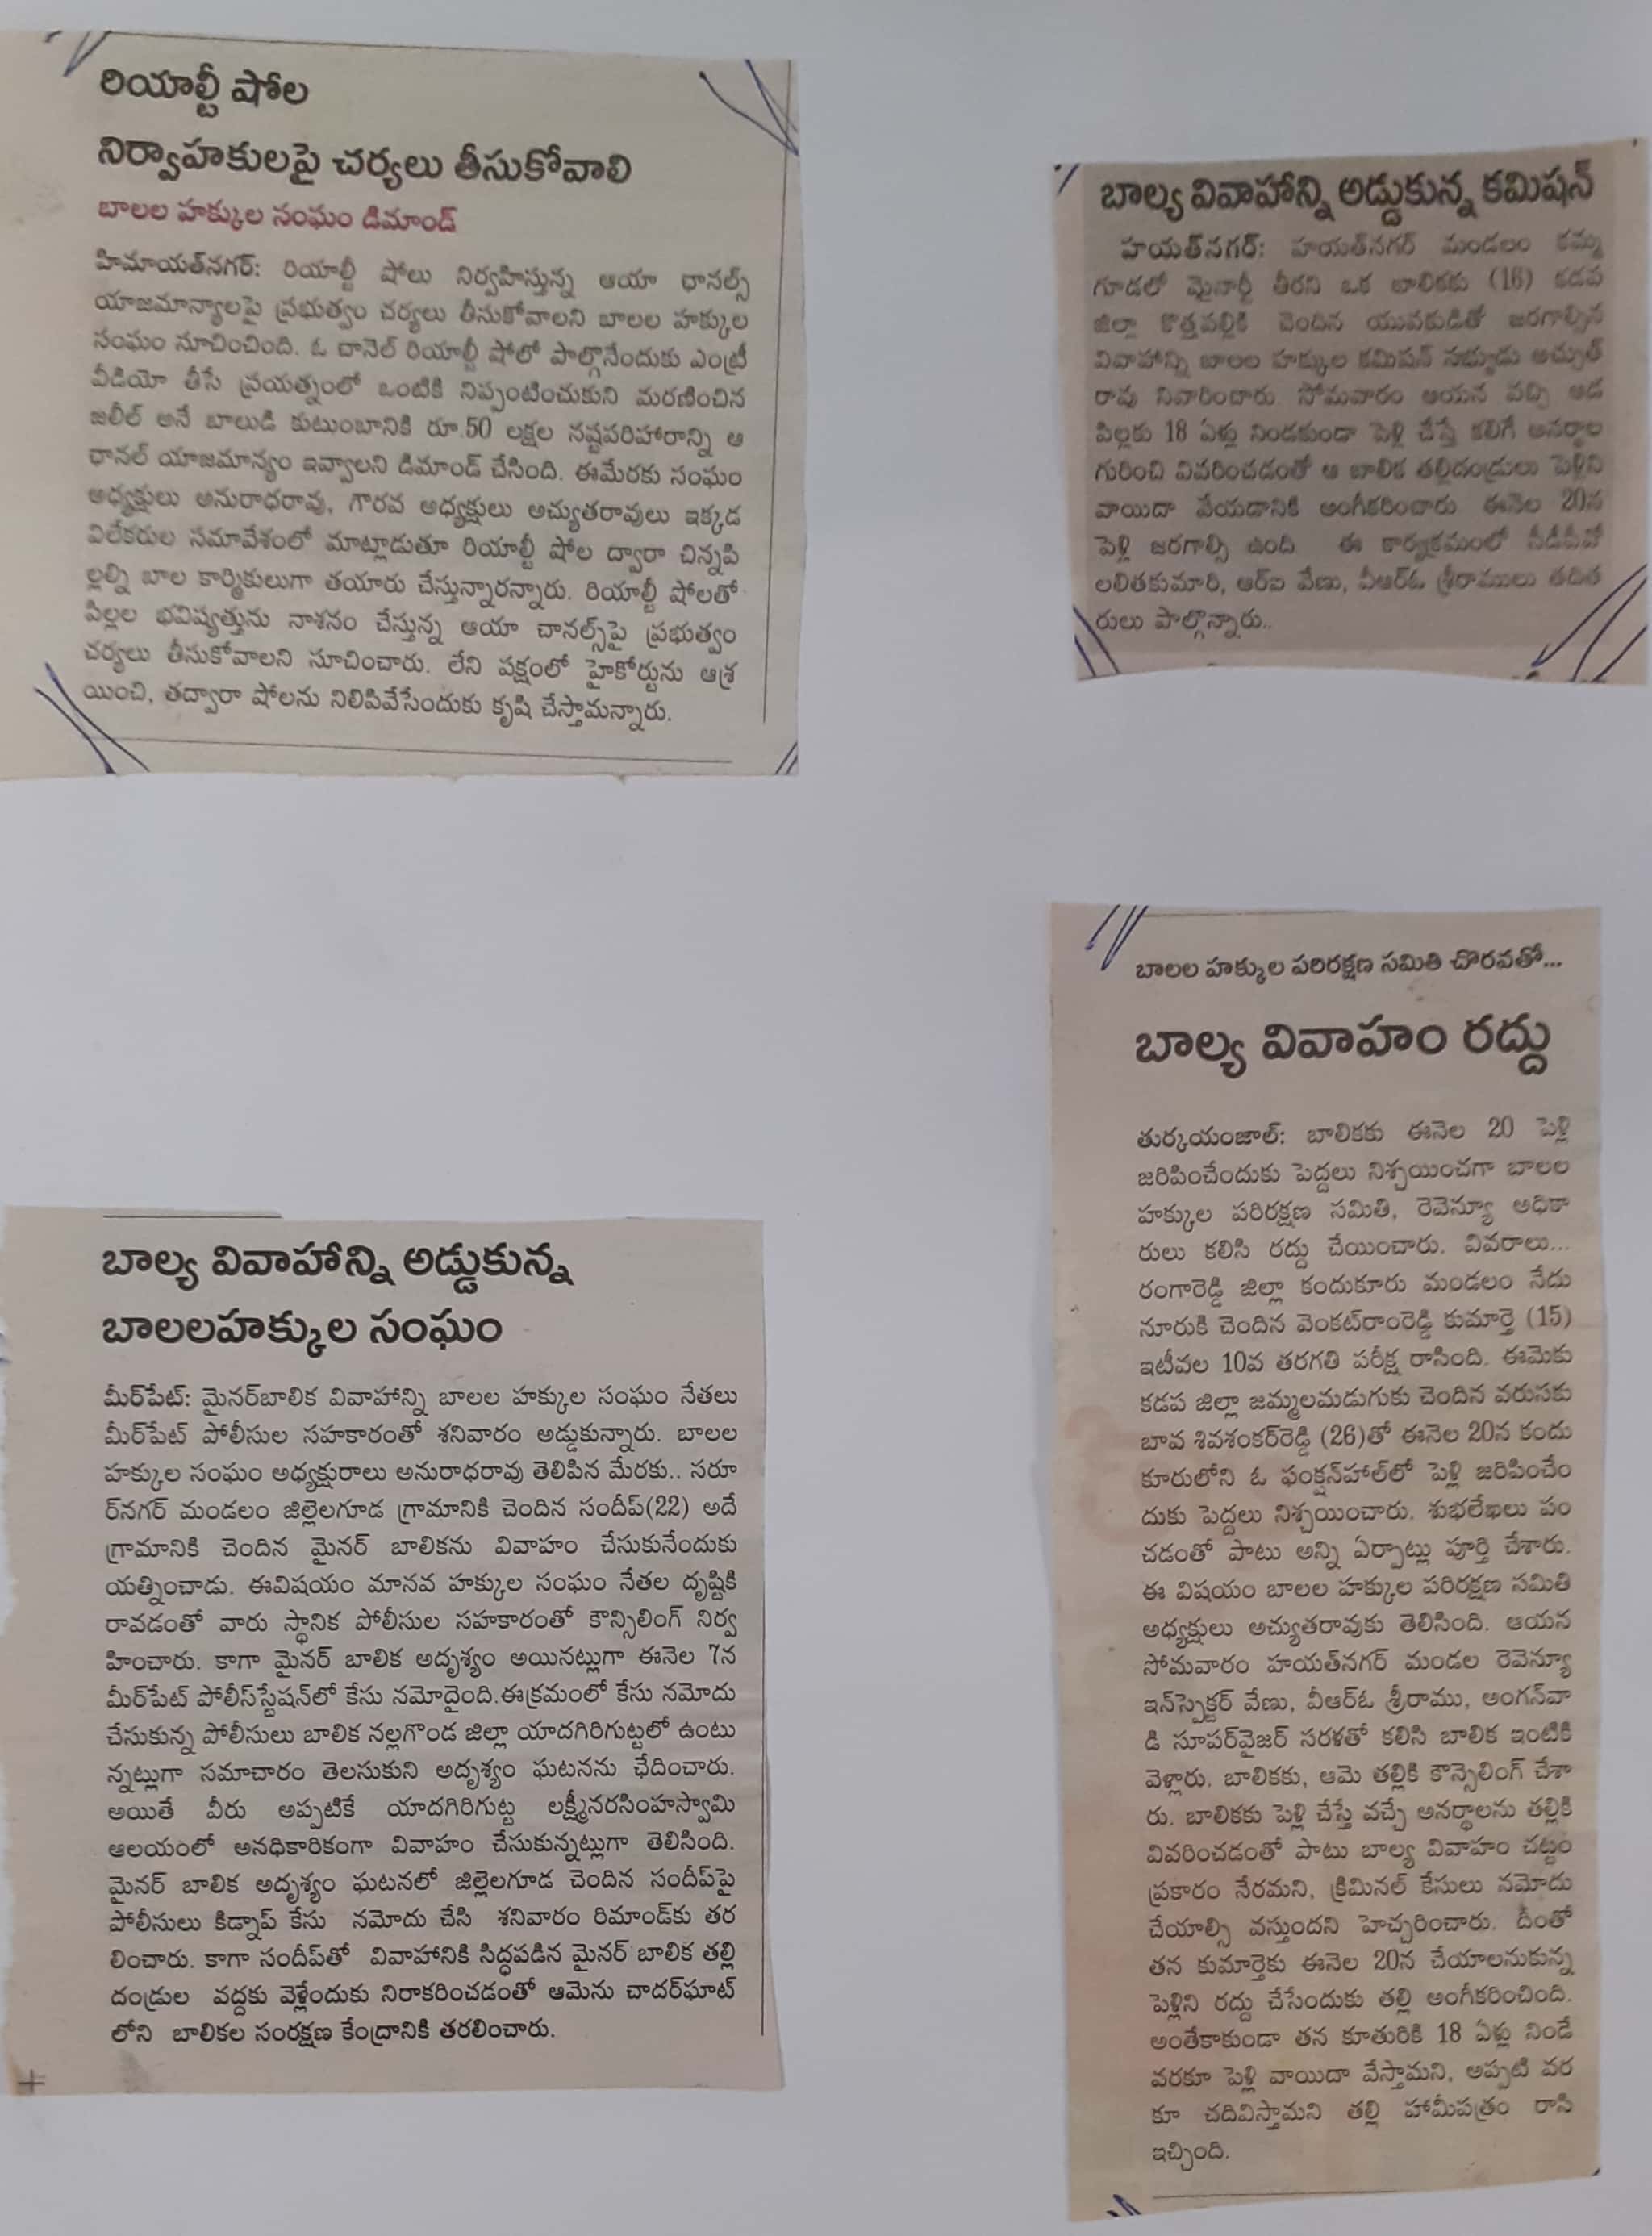 రియాల్టీ షోల
నిర్వాహకులపై చర్యలు తీసుకోవాలి
బాలల హక్కుల సంఘం డిమాండ్
హిమాయత్‌నగర్: రియాల్టీ షోలు నిర్వహిస్తున్న ఆయా ఛానల్స్
యాజమాన్యాలపై ప్రభుత్వం చర్యలు తీసుకోవాలని బాలల హక్కుల
సంఘం సూచించింది. ఓ చానెల్ రియాల్టీ షోలో పాల్గొనేందుకు ఎంట్రీ
వీడియో తీసే ప్రయత్నంలో ఒంటికి నిప్పంటించుకుని మరణించిన
జలీల్ అనే బాలుడి కుటుంబానికి రూ.50 లక్షల నష్టపరిహారాన్ని ఆ
ఛానల్ యాజమాన్యం ఇవ్వాలని డిమాండ్ చేసింది. ఈమేరకు సంఘం
అధ్యక్షులు అనురాధరావు, గౌరవ అధ్యక్షులు అచ్యుతరావులు ఇక్కడ
విలేకరుల సమావేశంలో మాట్లాడుతూ రియాల్టీ షోల ద్వారా చిన్నపి
ల్లల్ని బాల కార్మికులుగా తయారు చేస్తున్నారన్నారు. రియాల్టీ షోలతో
పిల్లల భవిష్యత్తును నాశనం చేస్తున్న ఆయా చానల్స్‌పై ప్రభుత్వం
చర్యలు తీసుకోవాలని సూచించారు. లేని పక్షంలో హైకోర్టును ఆశ్ర
యించి, తద్వారా షోలను నిలిపివేసేందుకు కృషి చేస్తామన్నారు.
బాల్య వివాహాన్ని అడ్డుకున్న కమిషన్
హయత్‌నగర్: హయత్‌నగర్ మండలం కమ్మ
గూడలో మైనార్టీ తీరని ఒక బాలికకు (16) కడప
జిల్లా కొత్తపల్లికి చెందిన యువకుడితో జరగాల్సిన
వివాహాన్ని బాలల హక్కుల కమిషన్ సభ్యుడు అచ్యుత్
రావు నివారించారు. సోమవారం ఆయన వచ్చి ఆడ
పిల్లకు 18 ఏళ్లు నిండకుండా పెళ్లి చేస్తే కలిగే అనర్థాల
గురించి వివరించడంతో ఆ బాలిక తల్లిదండ్రులు పెళ్లిని
వాయిదా వేయడానికి అంగీకరించారు. ఈనెల 20న
పెళ్లి జరగాల్సి ఉంది. ఈ కార్యక్రమంలో సీడీపీవో
లలితకుమారి, ఆర్ఐ వేణు, వీఆర్ఓ శ్రీరాములు తదిత
రులు పాల్గొన్నారు..
బాల్య వివాహాన్ని అడ్డుకున్న
బాలలహక్కుల సంఘం
మీర్‌పేట్: మైనర్‌బాలిక వివాహాన్ని బాలల హక్కుల సంఘం నేతలు
మీర్‌పేట్ పోలీసుల సహకారంతో శనివారం అడ్డుకున్నారు. బాలల
హక్కుల సంఘం అధ్యక్షురాలు అనురాధరావు తెలిపిన మేరకు.. సరూ
ర్‌నగర్ మండలం జిల్లెలగూడ గ్రామానికి చెందిన సందీప్(22) అదే
గ్రామానికి చెందిన మైనర్ బాలికను వివాహం చేసుకునేందుకు
యత్నించాడు. ఈవిషయం మానవ హక్కుల సంఘం నేతల దృష్టికి
రావడంతో వారు స్థానిక పోలీసుల సహకారంతో కౌన్సిలింగ్ నిర్వ
హించారు. కాగా మైనర్ బాలిక అదృశ్యం అయినట్లుగా ఈనెల 7న
మీర్‌పేట్ పోలీస్‌స్టేషన్‌లో కేసు నమోదైంది.ఈక్రమంలో కేసు నమోదు
చేసుకున్న పోలీసులు బాలిక నల్లగొండ జిల్లా యాదగిరిగుట్టలో ఉంటు
న్నట్లుగా సమాచారం తెలసుకుని అదృశ్యం ఘటనను ఛేదించారు.
అయితే వీరు అప్పటికే యాదగిరిగుట్ట లక్ష్మీనరసింహస్వామి
ఆలయంలో అనధికారికంగా వివాహం చేసుకున్నట్లుగా తెలిసింది.
మైనర్ బాలిక అదృశ్యం ఘటనలో జిల్లెలగూడ చెందిన సందీప్‌పై
పోలీసులు కిడ్నాప్ కేసు నమోదు చేసి శనివారం రిమాండ్‌కు తర
లించారు. కాగా సందీప్‌తో వివాహానికి సిద్ధపడిన మైనర్ బాలిక తల్లి
దండ్రుల వద్దకు వెళ్లేందుకు నిరాకరించడంతో ఆమెను చాదర్‌ఘాట్
లోని బాలికల సంరక్షణ కేంద్రానికి తరలించారు.
బాలల హక్కుల పరిరక్షణ సమితి చొరవతో...
బాల్య వివాహం రద్దు
తుర్కయంజాల్: బాలికకు ఈనెల 20 పెళ్లి
జరిపించేందుకు పెద్దలు నిశ్చయించగా బాలల
హక్కుల పరిరక్షణ సమితి, రెవెన్యూ అధికా
రులు కలిసి రద్దు చేయించారు. వివరాలు...
రంగారెడ్డి జిల్లా కందుకూరు మండలం నేదు
నూరుకి చెందిన వెంకట్‌రాంరెడ్డి కుమార్తె (15)
ఇటీవల 10వ తరగతి పరీక్ష రాసింది. ఈమెకు
కడప జిల్లా జమ్మలమడుగుకు చెందిన వరుసకు
బావ శివశంకర్‌రెడ్డి (26)తో ఈనెల 20న కందు
కూరులోని ఓ ఫంక్షన్‌హాల్‌లో పెళ్లి జరిపించేం
దుకు పెద్దలు నిశ్చయించారు. శుభలేఖలు పం
చడంతో పాటు అన్ని ఏర్పాట్లు పూర్తి చేశారు.
ఈ విషయం బాలల హక్కుల పరిరక్షణ సమితి
అధ్యక్షులు అచ్యుతరావుకు తెలిసింది. ఆయన
సోమవారం హయత్‌నగర్ మండల రెవెన్యూ
ఇన్‌స్పెక్టర్ వేణు, వీఆర్‌ఓ శ్రీరాము, అంగన్‌వా
డి సూపర్‌వైజర్ సరళతో కలిసి బాలిక ఇంటికి
వెళ్లారు. బాలికకు, ఆమె తల్లికి కౌన్సెలింగ్ చేశా
రు. బాలికకు పెళ్లి చేస్తే వచ్చే అనర్థాలను తల్లికి
వివరించడంతో పాటు బాల్య వివాహం చట్టం
ప్రకారం నేరమని, క్రిమినల్ కేసులు నమోదు
చేయాల్సి వస్తుందని హెచ్చరించారు. దీంతో
తన కుమార్తెకు ఈనెల 20న చేయాలనుకున్న
పెళ్లిని రద్దు చేసేందుకు తల్లి అంగీకరించింది.
అంతేకాకుండా తన కూతురికి 18 ఏళ్లు నిండే
వరకూ పెళ్లి వాయిదా వేస్తామని, అప్పటి వర
కూ చదివిస్తామని తల్లి హామీపత్రం రాసి
ఇచ్చింది.